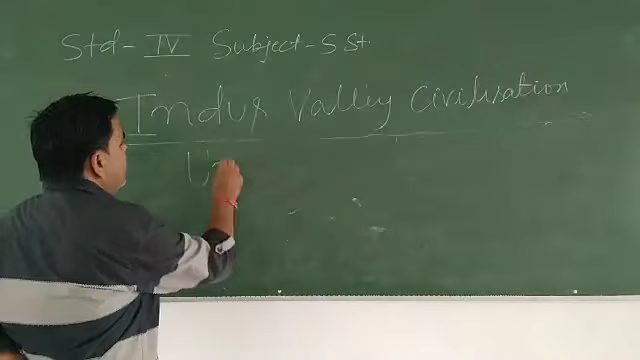 Std- IV Subject- S St
Indus Valley Civilisation